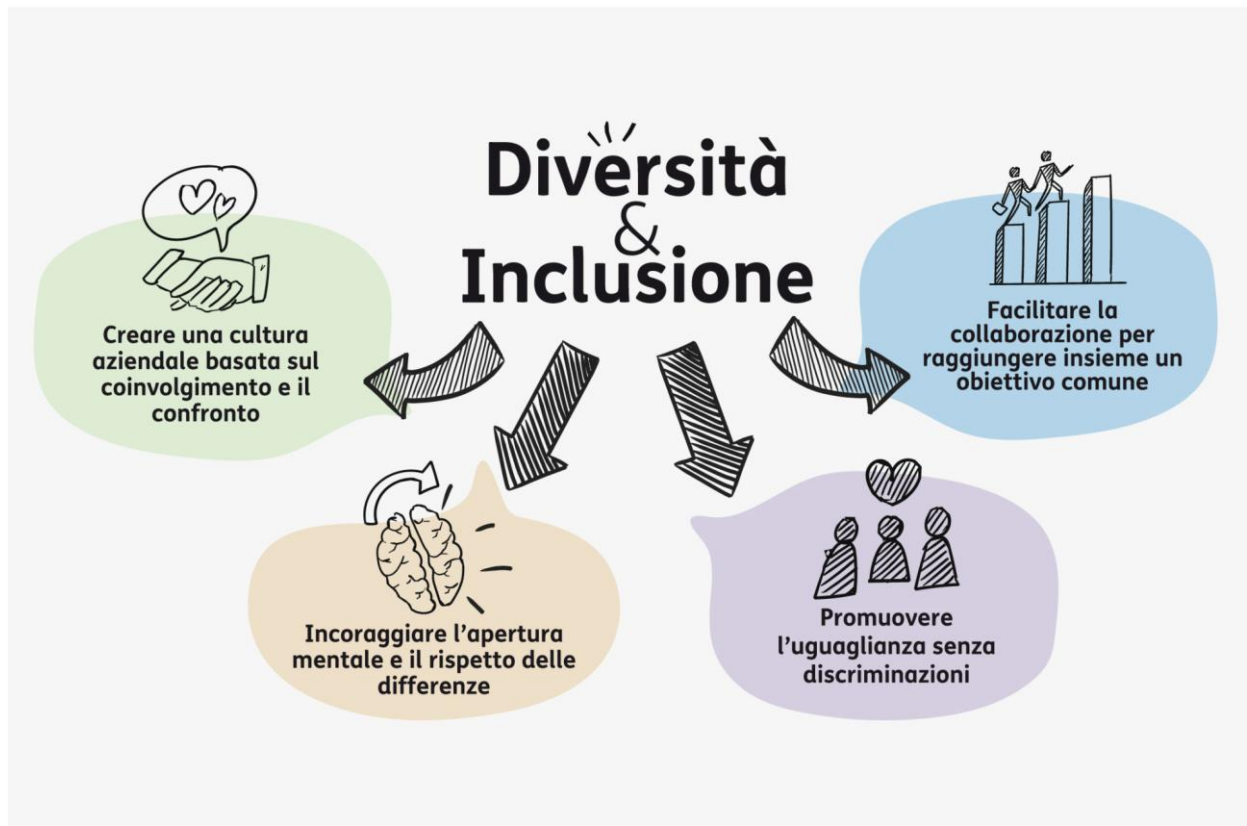 Diversità
&
Inclusione
Creare una cultura
aziendale basata sul
coinvolgimento e il
confronto
Incoraggiare l'apertura
mentale e il rispetto delle
differenze
Promuovere
l'uguaglianza senza
discriminazioni
Facilitare la
collaborazione per
raggiungere insieme un
obiettivo comune